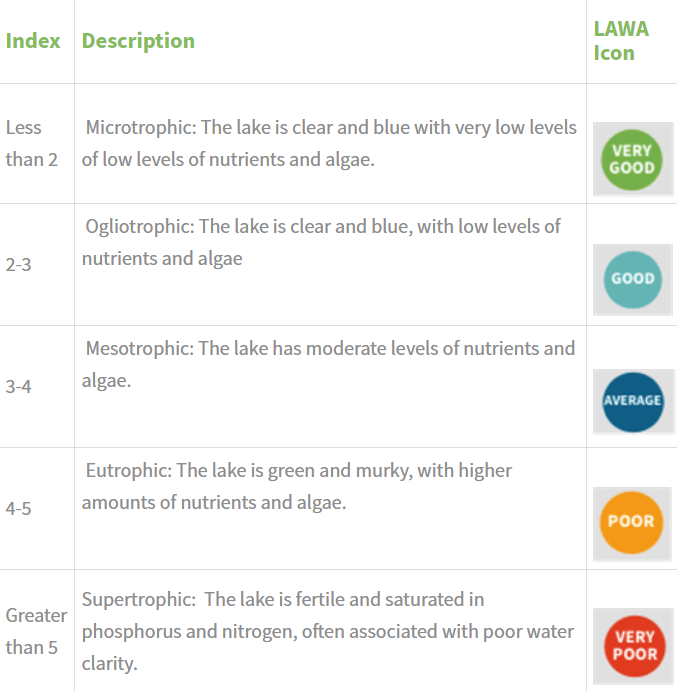 Index Description LAWA
Icon
Less
than 2
Microtrophic: The lake is clear and blue with very low levels
of low levels of nutrients and algae.
VERY
GOOD
2-3
Ogliotrophic: The lake is clear and blue, with low levels of
nutrients and algae
GOOD
3-4
Mesotrophic: The lake has moderate levels of nutrients and
algae.
AVERAGE
4-5
Eutrophic: The lake is green and murky, with higher
amounts of nutrients and algae.
POOR
Greater
than 5
Supertrophic: The lake is fertile and saturated in
phosphorus and nitrogen, often associated with poor water
clarity.
VERY
POOR